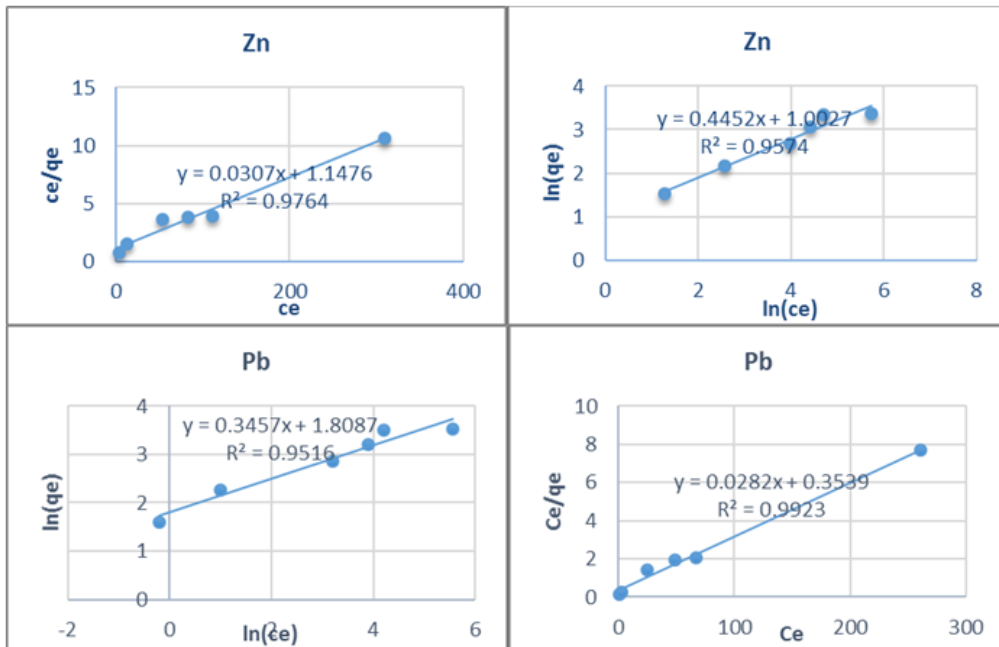 Zn
15
10
5
0
ce/qe
y = 0.0307x + 1.1476
R² = 0.9764
0 200 400
ce
Zn
4
3
2
1
0
ln(qe)
y = 0.4452x + 1.0027
R² = 0.9574
0 2 4 6 8
ln(ce)
Pb
4
3
2
1
0
ln(qe)
y = 0.3457x + 1.8087
R² = 0.9516
-2 0 2 4 6
ln(ce)
Pb
10
8
6
4
2
0
Ce/qe
y = 0.0282x + 0.3539
R² = 0.9923
0 100 200 300
Ce